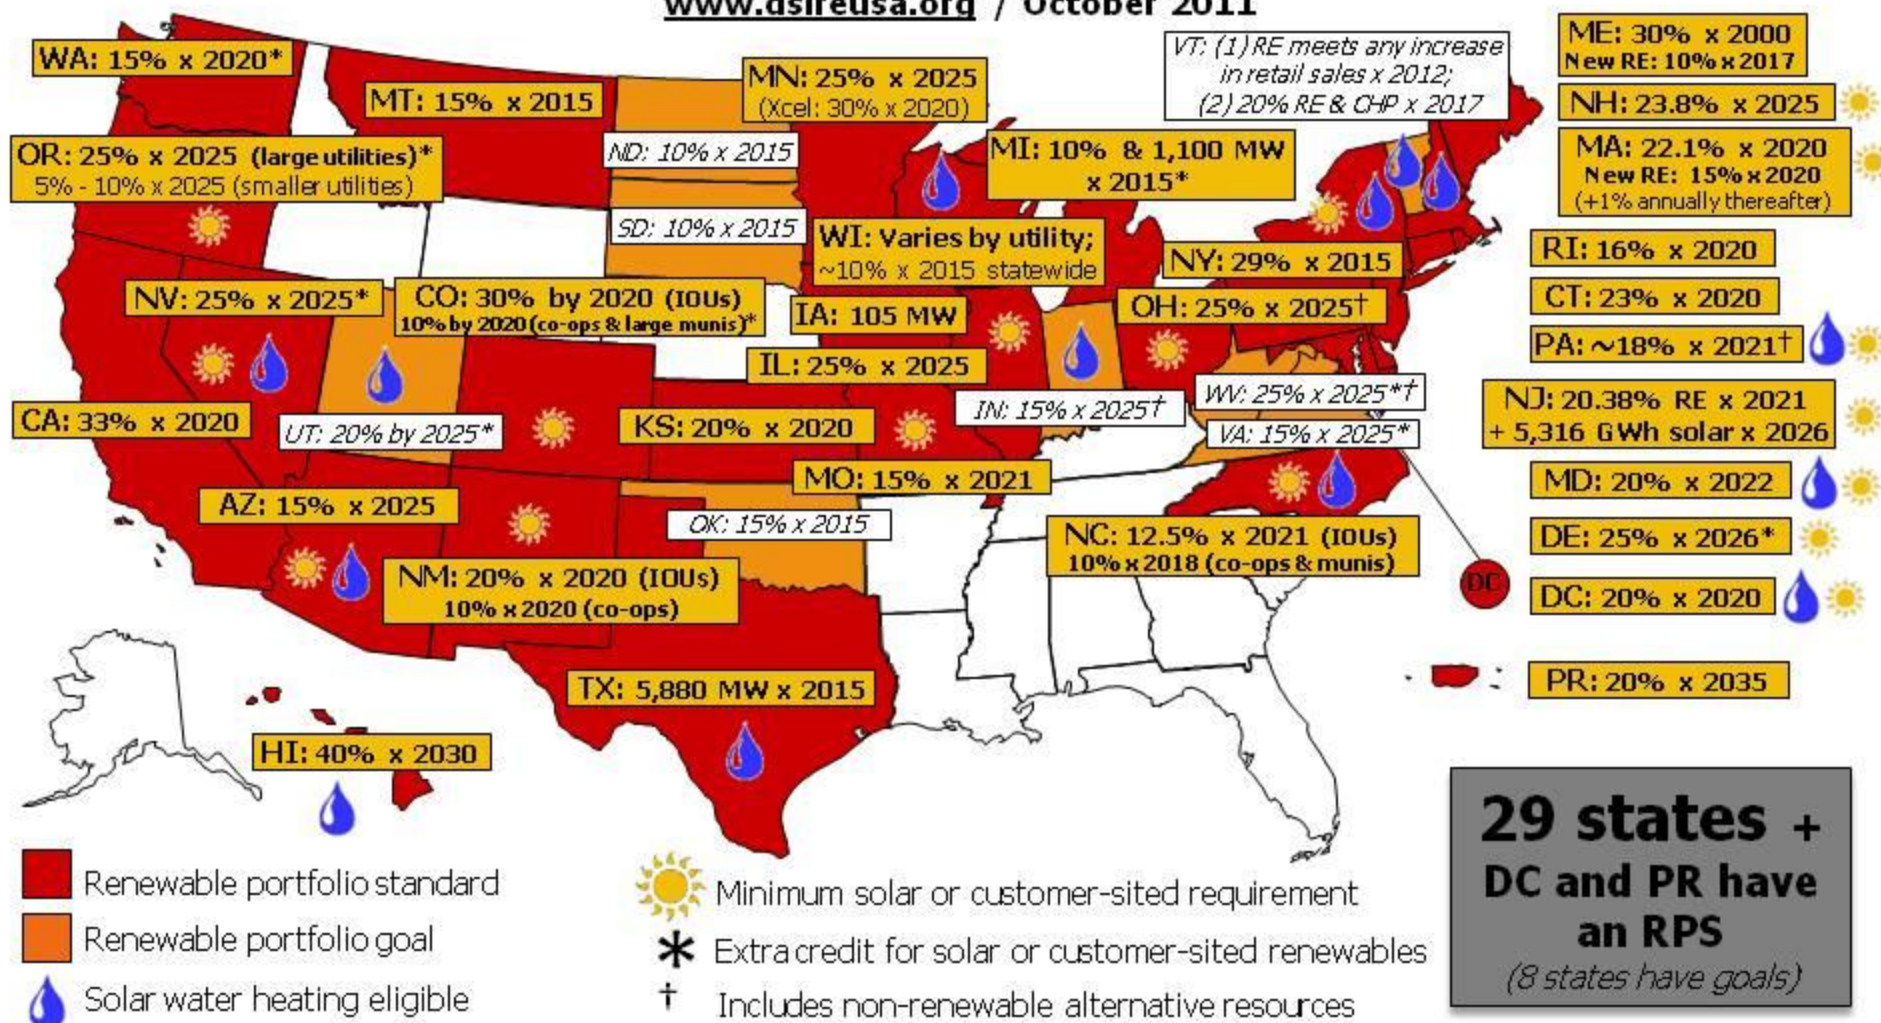 www.dsireusa.org / October 2011
WA: 15% x 2020*
MT: 15% x 2015
MN: 25% x 2025
(Xcel: 30% x 2020)
VT: (1) RE meets any increase
in retail sales x 2012;
(2) 20% RE & CHP x 2017
ME: 30% x 2000
New RE: 10% x 2017
NH: 23.8% x 2025
MA: 22.1% x 2020
New RE: 15% x 2020
(+1% annually thereafter)
OR: 25% x 2025 (large utilities)*
5% - 10% x 2025 (smaller utilities)
ND: 10% x 2015
MI: 10% & 1,100 MW
x 2015*
SD: 10% x 2015
WI: Varies by utility;
~10% x 2015 statewide
NY: 29% x 2015
RI: 16% x 2020
CT: 23% x 2020
NV: 25% x 2025*
CO: 30% by 2020 (IOUs)
10% by 2020 (co-ops & large munis)*
IA: 105 MW
OH: 25% x 2025†
PA: ~18% x 2021†
IL: 25% x 2025
WV: 25% x 2025*†
NJ: 20.38% RE x 2021
+ 5,316 GWh solar x 2026
CA: 33% x 2020
UT: 20% by 2025*
KS: 20% x 2020
IN: 15% x 2025†
VA: 15% x 2025*
MO: 15% x 2021
MD: 20% x 2022
AZ: 15% x 2025
OK: 15% x 2015
NC: 12.5% x 2021 (IOUs)
10% x 2018 (co-ops & munis)
DE: 25% x 2026*
NM: 20% x 2020 (IOUs)
10% x 2020 (co-ops)
DC
DC: 20% x 2020
TX: 5,880 MW x 2015
PR: 20% x 2035
HI: 40% x 2030
Renewable portfolio standard
Renewable portfolio goal
Solar water heating eligible
Minimum solar or customer-sited requirement
* Extra credit for solar or customer-sited renewables
† Includes non-renewable alternative resources
29 states +
DC and PR have
an RPS
(8 states have goals)